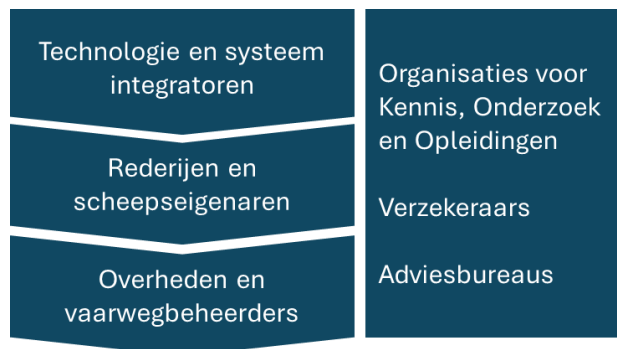 Technologie en systeem
integratoren
Rederijen en
scheepseigenaren
Overheden en
vaarwegbeheerders
Organisaties voor
Kennis, Onderzoek
en Opleidingen
Verzekeraars
Adviesbureaus